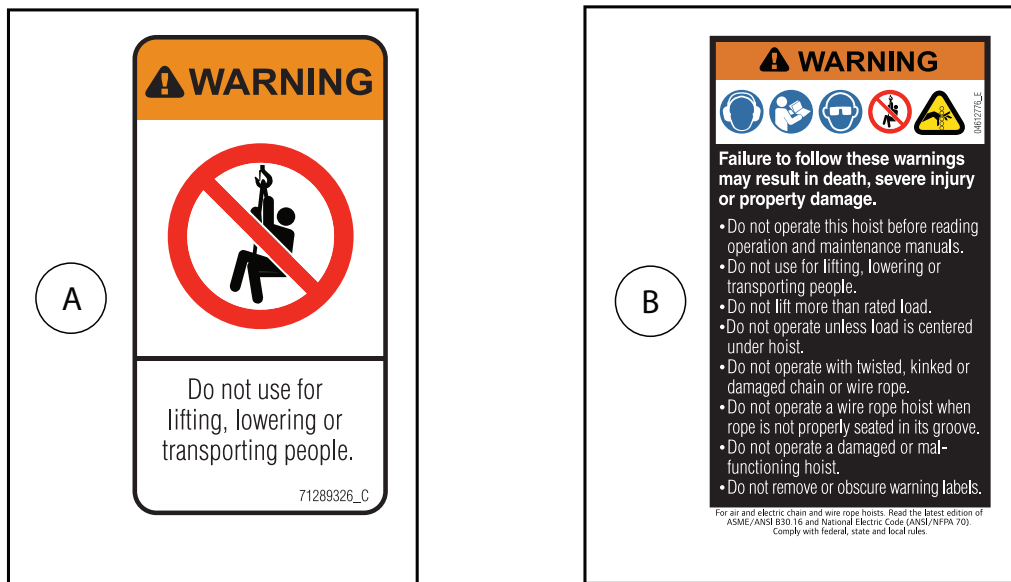 A
WARNING
Do not use for
lifting, lowering or
transporting people.
71289326_C
B
WARNING
04612776_E
Failure to follow these warnings
may result in death, severe injury
or property damage.
• Do not operate this hoist before reading
operation and maintenance manuals.
• Do not use for lifting, lowering or
transporting people.
• Do not lift more than rated load.
• Do not operate unless load is centered
under hoist.
• Do not operate with twisted, kinked or
damaged chain or wire rope.
• Do not operate a wire rope hoist when
rope is not properly seated in its groove.
• Do not operate a damaged or mal-
functioning hoist.
• Do not remove or obscure warning labels.
For air and electric chain and wire rope hoists. Read the latest edition of
ASME/ANSI B30.16 and National Electric Code (ANSI/NFPA 70).
Comply with federal, state and local rules.